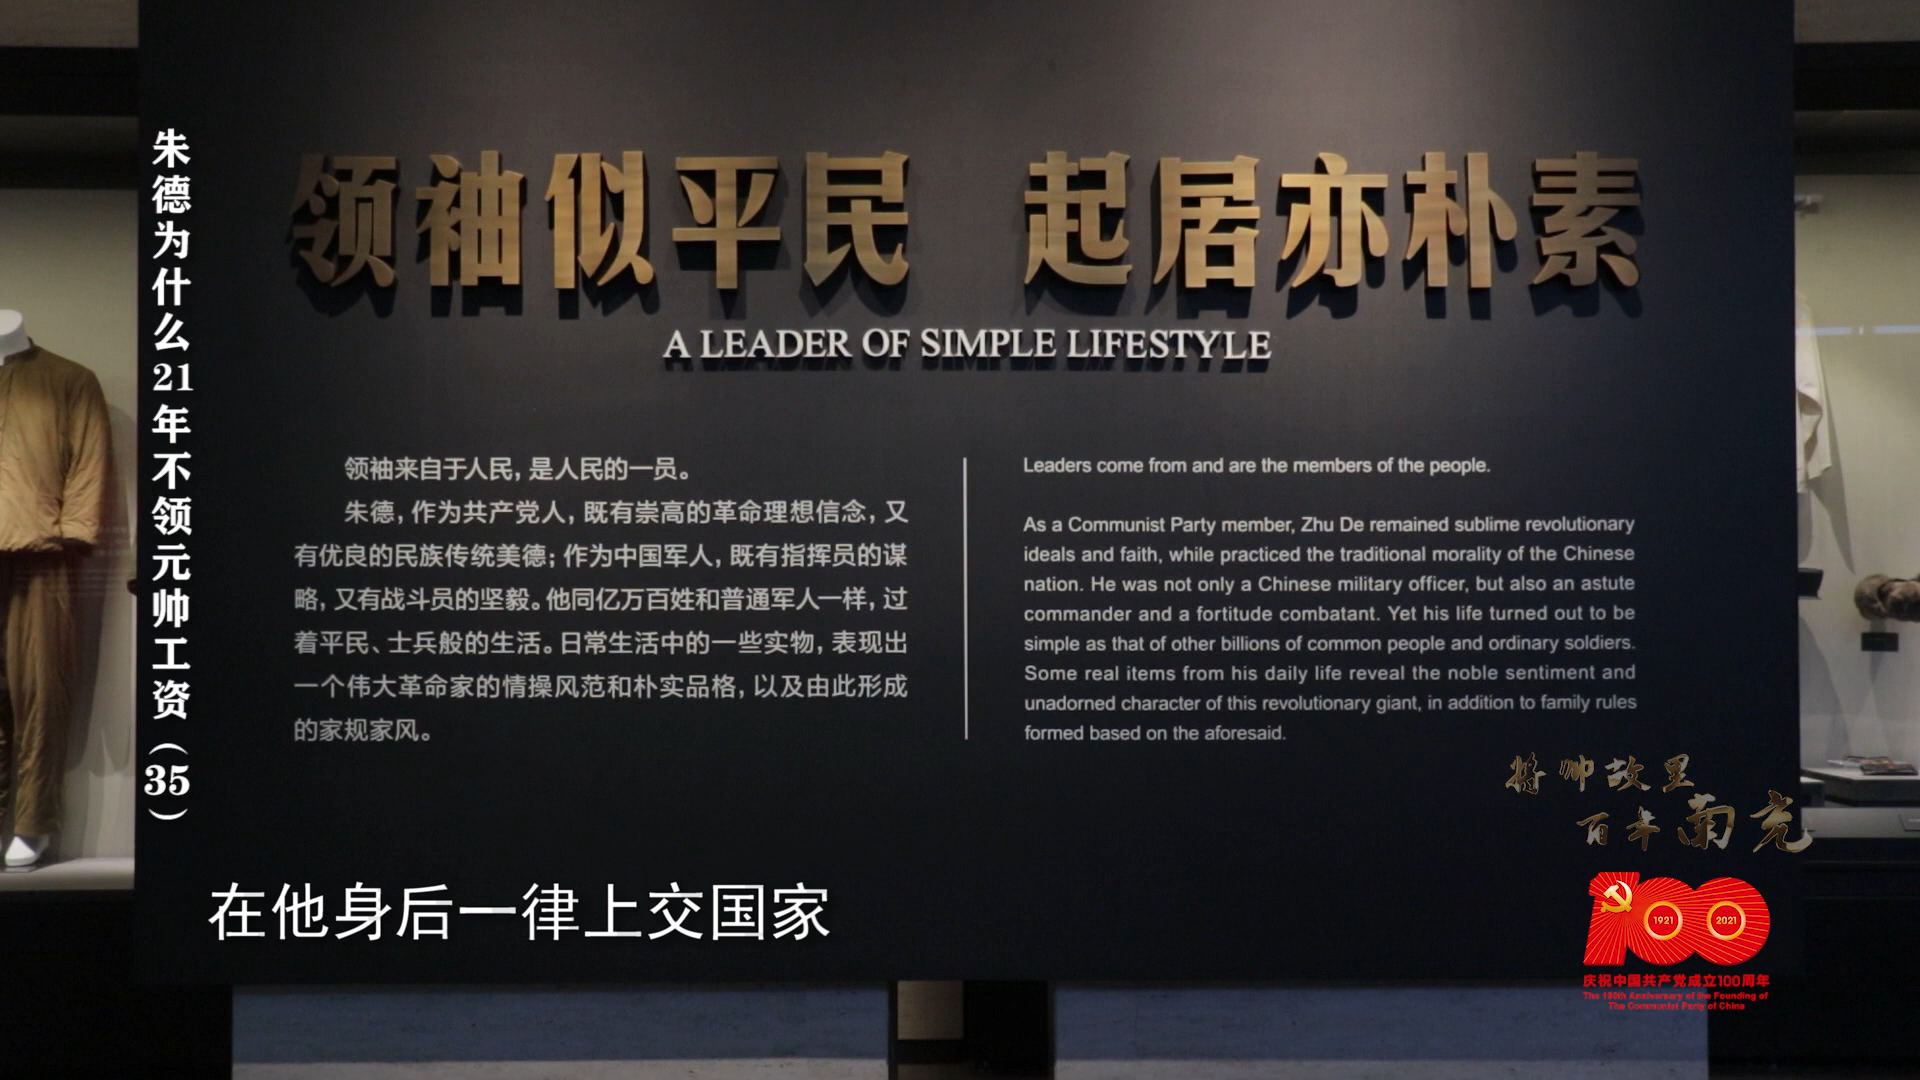 朱德为什么21年不领元帅工资（35）
领袖似平民 起居亦朴素
A LEADER OF SIMPLE LIFESTYLE
领袖来自于人民，是人民的一员。
朱德，作为共产党人，既有崇高的革命理想信念，又
有优良的民族传统美德；作为中国军人，既有指挥员的谋
略，又有战斗员的坚毅。他同亿万百姓和普通军人一样，过
着平民、士兵般的生活。日常生活中的一些实物，表现出
一个伟大革命家的情操风范和朴实品格，以及由此形成
的家规家风。
Leaders come from and are the members of the people.
As a Communist Party member, Zhu De remained sublime revolutionary
ideals and faith, while practiced the traditional morality of the Chinese
nation. He was not only a Chinese military officer, but also an astute
commander and a fortitude combatant. Yet his life turned out to be
simple as that of other billions of common people and ordinary soldiers.
Some real items from his daily life reveal the noble sentiment and
unadorned character of this revolutionary giant, in addition to family rules
formed based on the aforesaid.
将帅故里
百年南充
100
1921
2021
庆祝中国共产党成立100周年
The 100th Anniversary of the Founding of
The Communist Party of China
在他身后一律上交国家